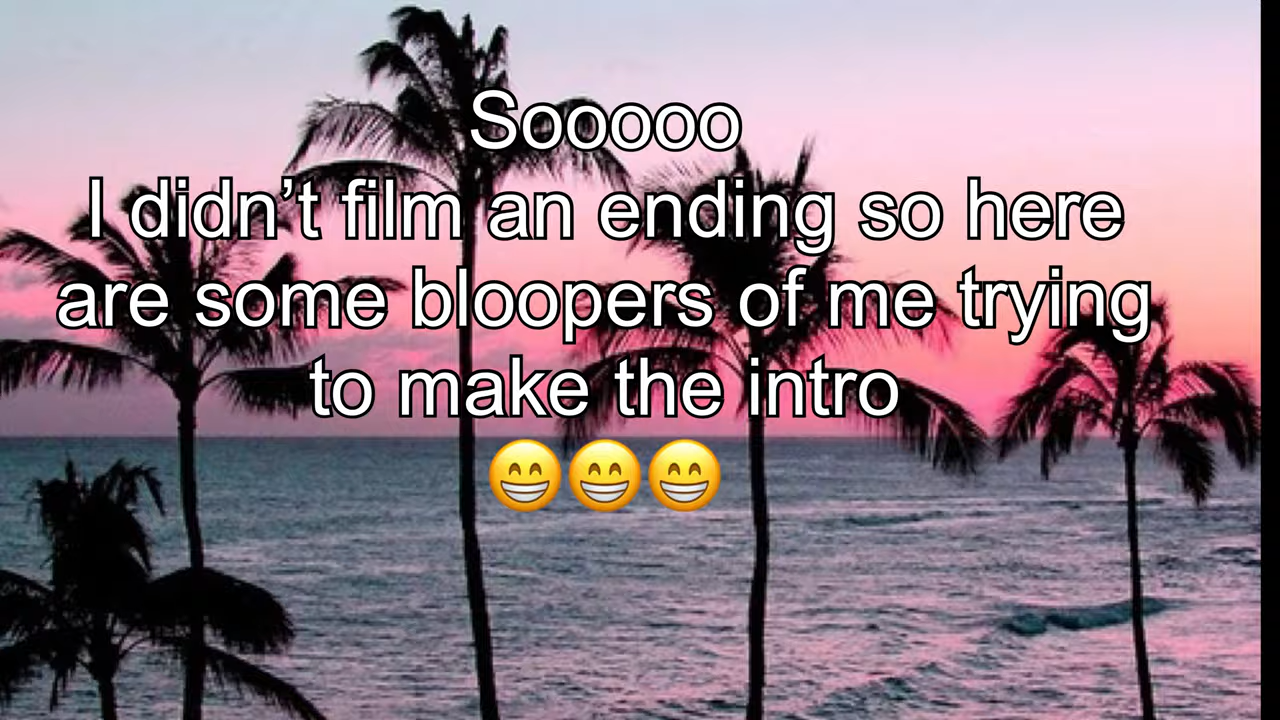 Sooooo
I didn’t film an ending so here
are some bloopers of me trying
to make the intro
😁😁😁